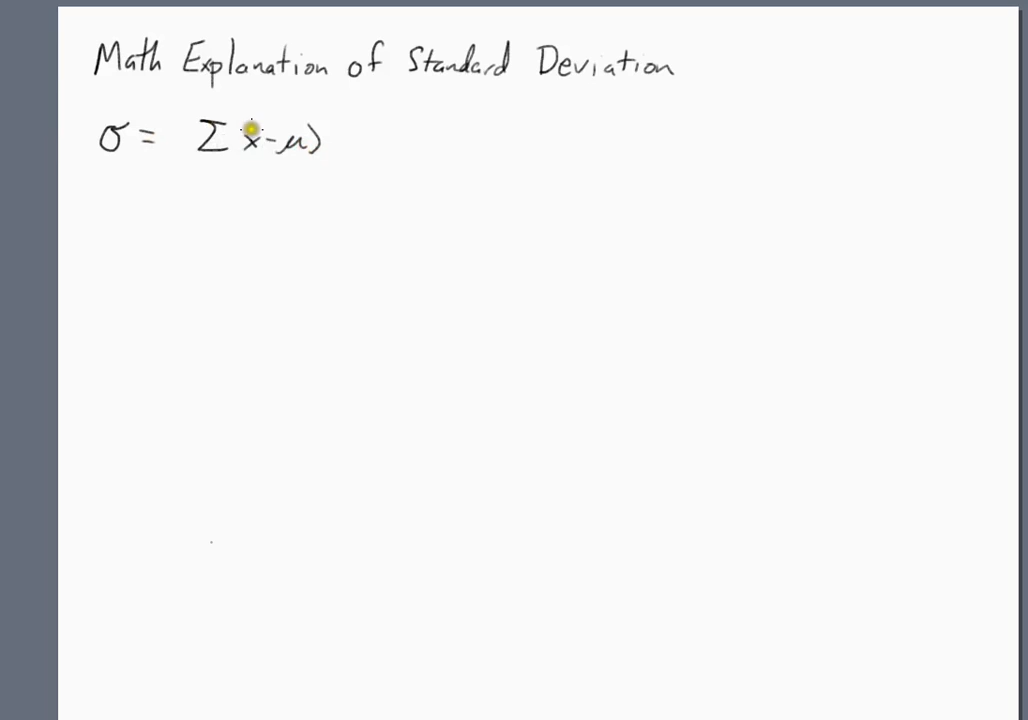 Math Explanation of Standard Deviation
σ = Σ x-μ)